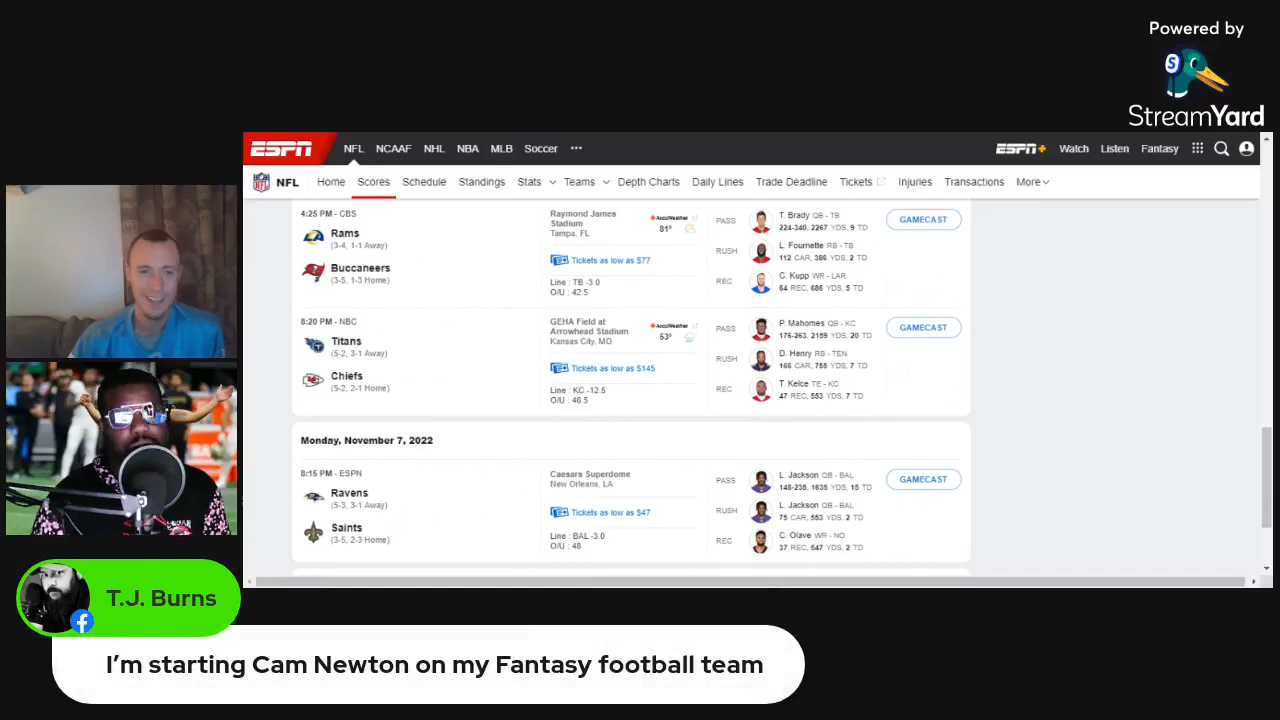 Powered by
S
StreamYard
ESPN NFL NCAAF NHL NBA MLB Soccer ••• ESPN+ Watch Listen Fantasy
NFL Home Scores Schedule Standings Stats Teams Depth Charts Daily Lines Trade Deadline Tickets Injuries Transactions More
4:25 PM - CBS
Rams
(3-4, 1-1 Away)
Buccaneers
(3-5, 1-3 Home)
Raymond James
Stadium
Tampa, FL
AccuWeather
81°
Tickets as low as $77
Line : TB -3.0
O/U : 42.5
PASS
T. Brady QB - TB
224-340, 2267 YDS, 9 TD
RUSH
L. Fournette RB - TB
112 CAR, 386 YDS, 2 TD
REC
C. Kupp WR - LAR
64 REC, 686 YDS, 5 TD
GAMECAST
8:20 PM - NBC
Titans
(5-2, 3-1 Away)
Chiefs
(5-2, 2-1 Home)
GEHA Field at
Arrowhead Stadium
Kansas City, MO
AccuWeather
53°
Tickets as low as $145
Line : KC -12.5
O/U : 46.5
PASS
P. Mahomes QB - KC
176-263, 2159 YDS, 20 TD
RUSH
D. Henry RB - TEN
166 CAR, 755 YDS, 7 TD
REC
T. Kelce TE - KC
47 REC, 553 YDS, 7 TD
GAMECAST
Monday, November 7, 2022
8:15 PM - ESPN
Ravens
(5-3, 3-1 Away)
Saints
(3-5, 2-3 Home)
Caesars Superdome
New Orleans, LA
Tickets as low as $47
Line : BAL -3.0
O/U : 48
PASS
L. Jackson QB - BAL
148-235, 1635 YDS, 15 TD
RUSH
L. Jackson QB - BAL
75 CAR, 553 YDS, 2 TD
REC
C. Olave WR - NO
37 REC, 547 YDS, 2 TD
GAMECAST
T.J. Burns
I'm starting Cam Newton on my Fantasy football team